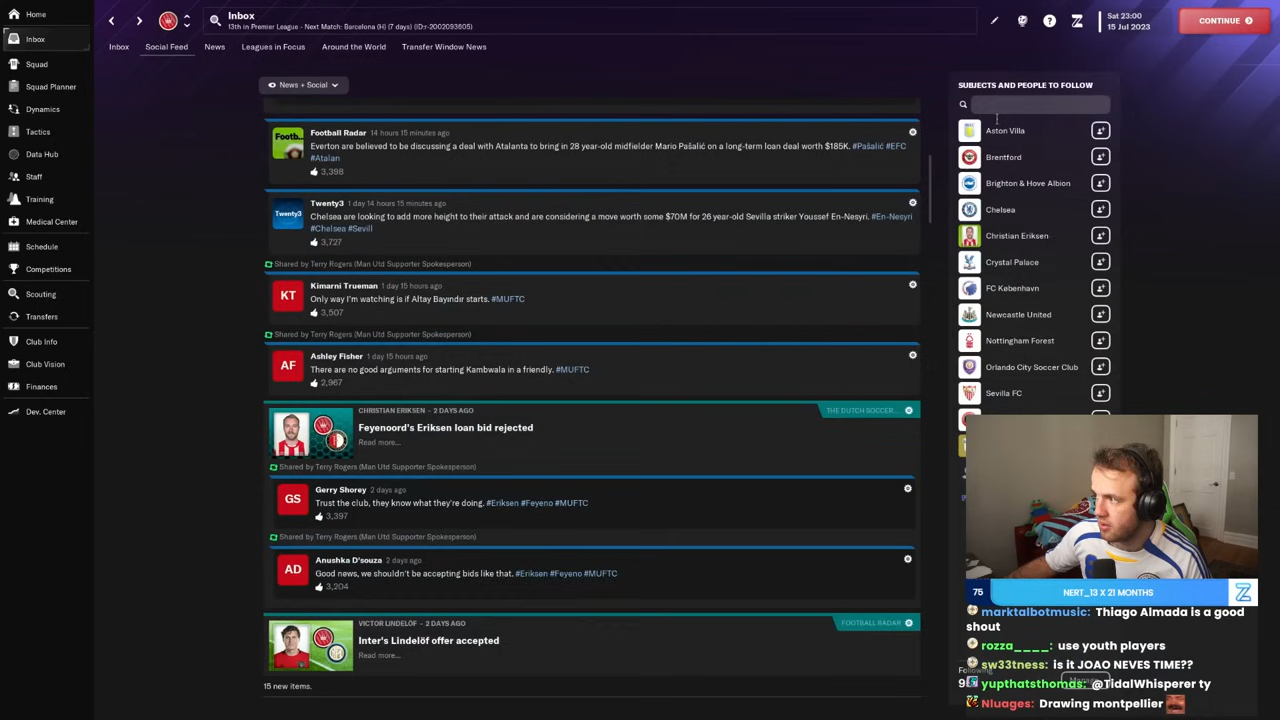 Home
Inbox
Squad
Squad Planner
Dynamics
Tactics
Data Hub
Staff
Training
Medical Center
Schedule
Competitions
Scouting
Transfers
Club Info
Club Vision
Finances
Dev. Center
Inbox
13th in Premier League - Next Match: Barcelona (H) (7 days) (ID:r-2002093605)
Sat 23:00
15 Jul 2023
CONTINUE
Inbox Social Feed News Leagues in Focus Around the World Transfer Window News
News + Social
Footb..
Football Radar 14 hours 15 minutes ago
Everton are believed to be discussing a deal with Atalanta to bring in 28 year-old midfielder Mario Pašalić on a long-term loan deal worth $185K. #Pašalić #EFC
#Atalan
3,398
Twenty3
Twenty3 1 day 14 hours 15 minutes ago
Chelsea are looking to add more height to their attack and are considering a move worth some $70M for 26 year-old Sevilla striker Youssef En-Nesyri. #En-Nesyri
#Chelsea #Sevill
3,727
Shared by Terry Rogers (Man Utd Supporter Spokesperson)
KT
Kimarni Trueman 1 day 15 hours ago
Only way I'm watching is if Altay Bayındır starts. #MUFTC
3,507
Shared by Terry Rogers (Man Utd Supporter Spokesperson)
AF
Ashley Fisher 1 day 15 hours ago
There are no good arguments for starting Kambwala in a friendly. #MUFTC
2,967
CHRISTIAN ERIKSEN - 2 DAYS AGO
THE DUTCH SOCCER...
Feyenoord's Eriksen loan bid rejected
Read more...
Shared by Terry Rogers (Man Utd Supporter Spokesperson)
GS
Gerry Shorey 2 days ago
Trust the club, they know what they're doing. #Eriksen #Feyeno #MUFTC
3,397
Shared by Terry Rogers (Man Utd Supporter Spokesperson)
AD
Anushka D'souza 2 days ago
Good news, we shouldn't be accepting bids like that. #Eriksen #Feyeno #MUFTC
3,204
VICTOR LINDELÖF - 2 DAYS AGO
FOOTBALL RADAR
Inter's Lindelöf offer accepted
Read more...
15 new items.
SUBJECTS AND PEOPLE TO FOLLOW
Aston Villa
Brentford
Brighton & Hove Albion
Chelsea
Christian Eriksen
Crystal Palace
FC København
Newcastle United
Nottingham Forest
Orlando City Soccer Club
Sevilla FC
75 NERT_13 X 21 MONTHS
marktalbotmusic: Thiago Almada is a good
shout
rozza____: use youth players
sw33tness: is it JOAO NEVES TIME??
Following
yupthatsthomas: @TidalWhisperer ty
Nluages: Drawing montpellier